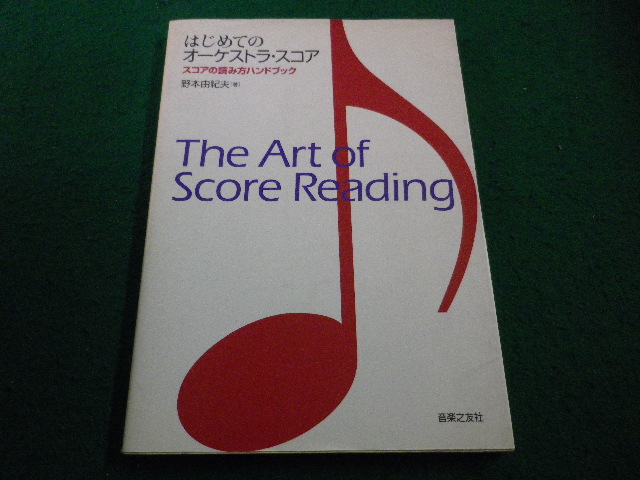 はじめての
オーケストラ・スコア
スコアの読み方ハンドブック
野本由紀夫[著]
The Art of
Score Reading
音楽之友社